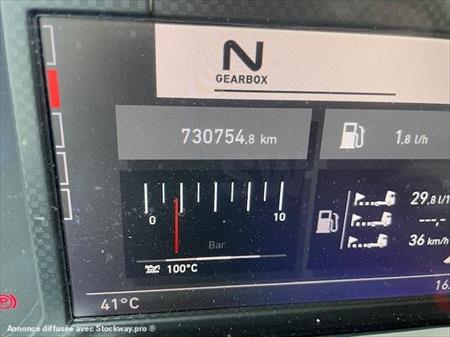 N
GEARBOX
730754,8 km
1,8 l/h
0 10
Bar
100°C
29,8 l/1
---,-
36 km/h
41°C
16
(P)
Annonce diffusée avec Stockway.pro ®